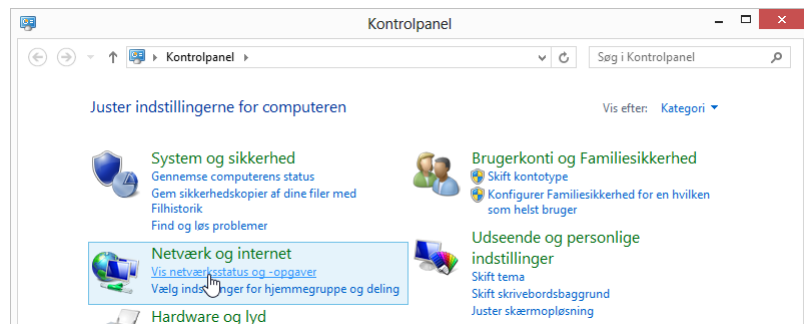 Kontrolpanel
Kontrolpanel
Søg i Kontrolpanel
Juster indstillingerne for computeren
Vis efter: Kategori
System og sikkerhed
Gennemse computerens status
Gem sikkerhedskopier af dine filer med
Filhistorik
Find og løs problemer
Netværk og internet
Vis netværksstatus og -opgaver
Vælg for hjemmegruppe og deling
Hardware og lyd
Brugerkonti og Familiesikkerhed
Skift kontotype
Konfigurer Familiesikkerhed for en hvilken
som helst bruger
Udseende og personlige
indstillinger
Skift tema
Skift skrivebordsbaggrund
Juster skærmopløsning